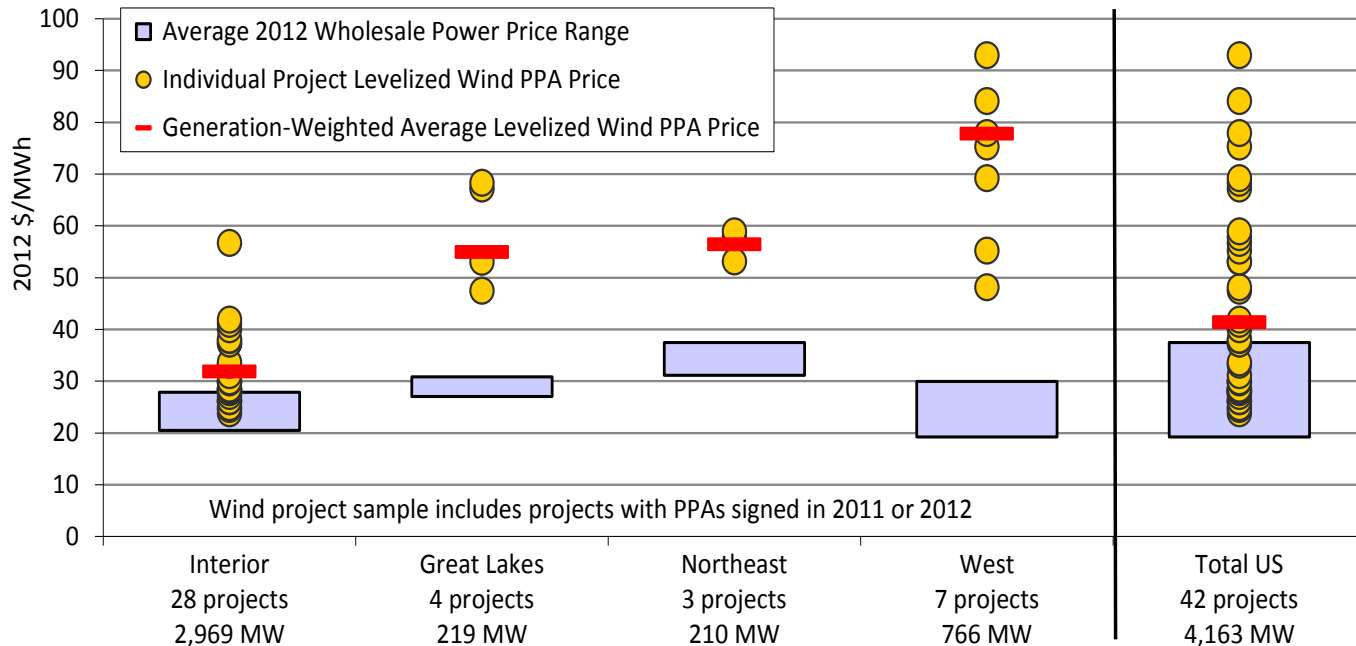 2012 $/MWh
100
90
80
70
60
50
40
30
20
10
0
Average 2012 Wholesale Power Price Range
Individual Project Levelized Wind PPA Price
Generation-Weighted Average Levelized Wind PPA Price
Wind project sample includes projects with PPAs signed in 2011 or 2012
Interior
28 projects
2,969 MW
Great Lakes
4 projects
219 MW
Northeast
3 projects
210 MW
West
7 projects
766 MW
Total US
42 projects
4,163 MW